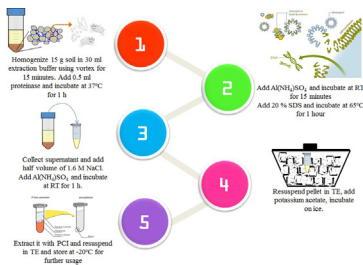 1
Homogenize 15 g soil in 30 ml
extraction buffer using vortex for
15 minutes. Add 0.5 ml
proteinase and incubate at 37°C
for 1 h
2
Add Al(NH₄)SO₄ and incubate at RT
for 15 minutes
Add 20 % SDS and incubate at 65°C
for 1 hour
3
Collect supernatant and add
half volume of 1.6 M NaCl.
Add Al(NH₄)SO₄ and incubate
at RT for 1 h.
4
Resuspend pellet in TE, add
potassium acetate, incubate
on ice.
5
Extract it with PCI and resuspend
in TE and store at -20°C for
further usage